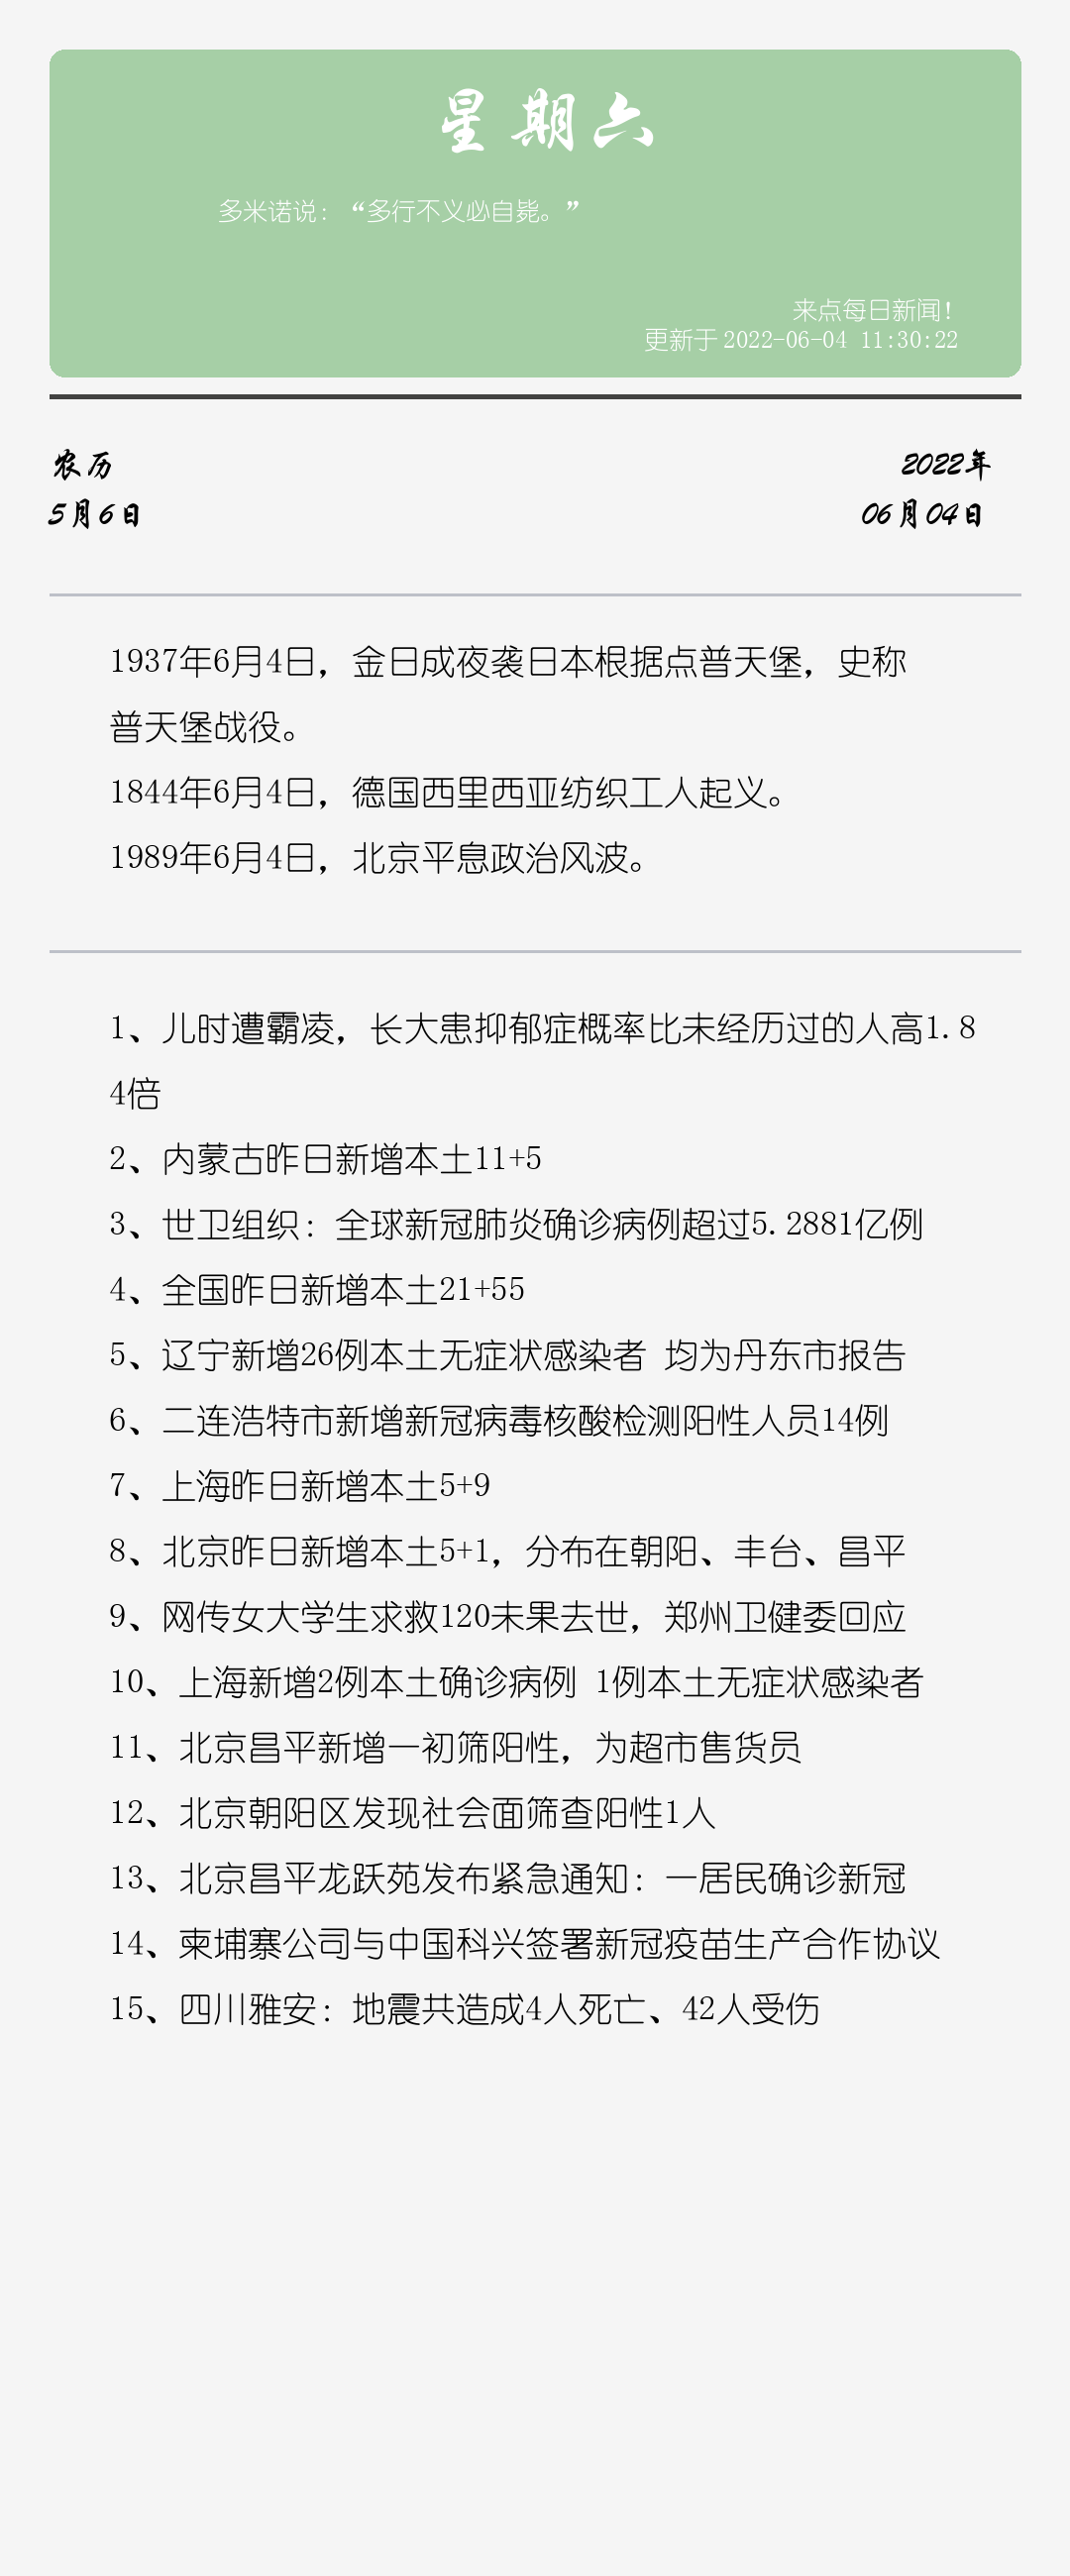 星期六
多米诺说：“多行不义必自毙。”
来点每日新闻！
更新于 2022-06-04 11:30:22
农历
2022年
5月6日
06月04日
1937年6月4日，金日成夜袭日本根据点普天堡，史称
普天堡战役。
1844年6月4日，德国西里西亚纺织工人起义。
1989年6月4日，北京平息政治风波。
1、儿时遭霸凌，长大患抑郁症概率比未经历过的人高1.8
4倍
2、内蒙古昨日新增本土11+5
3、世卫组织：全球新冠肺炎确诊病例超过5.2881亿例
4、全国昨日新增本土21+55
5、辽宁新增26例本土无症状感染者 均为丹东市报告
6、二连浩特市新增新冠病毒核酸检测阳性人员14例
7、上海昨日新增本土5+9
8、北京昨日新增本土5+1，分布在朝阳、丰台、昌平
9、网传女大学生求救120未果去世，郑州卫健委回应
10、上海新增2例本土确诊病例 1例本土无症状感染者
11、北京昌平新增一初筛阳性，为超市售货员
12、北京朝阳区发现社会面筛查阳性1人
13、北京昌平龙跃苑发布紧急通知：一居民确诊新冠
14、柬埔寨公司与中国科兴签署新冠疫苗生产合作协议
15、四川雅安：地震共造成4人死亡、42人受伤